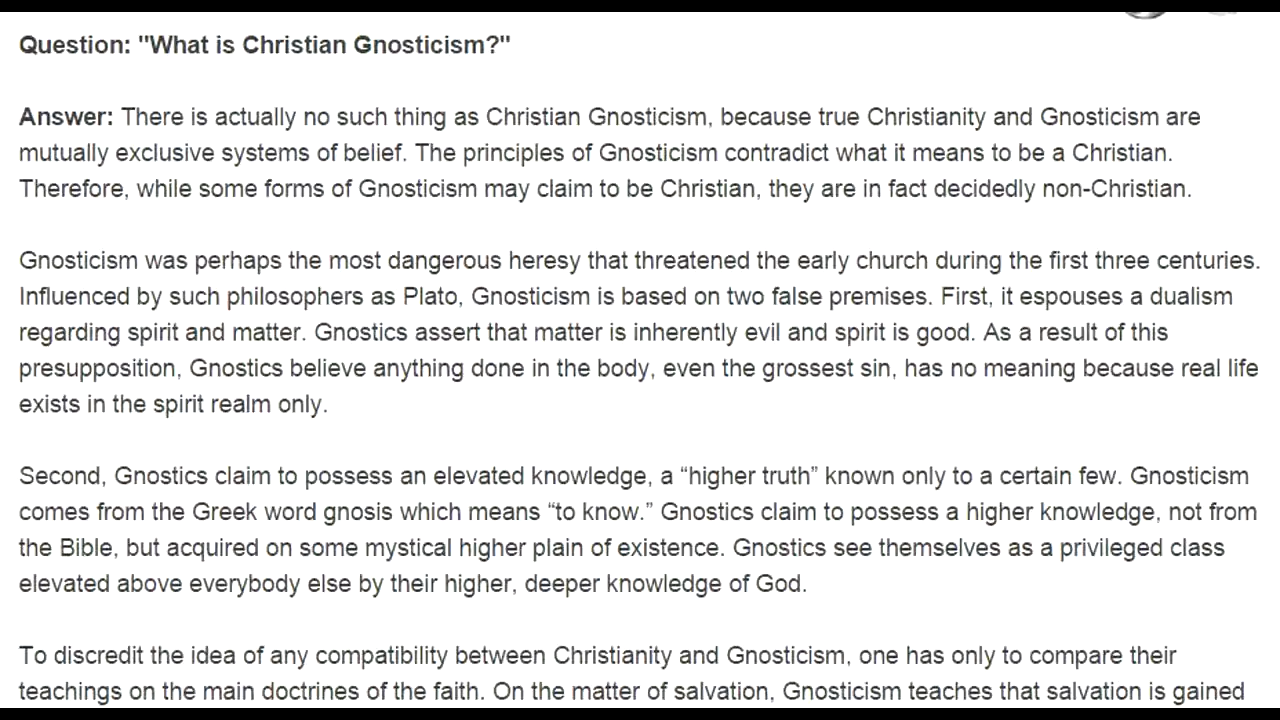 Question: "What is Christian Gnosticism?"
Answer: There is actually no such thing as Christian Gnosticism, because true Christianity and Gnosticism are
mutually exclusive systems of belief. The principles of Gnosticism contradict what it means to be a Christian.
Therefore, while some forms of Gnosticism may claim to be Christian, they are in fact decidedly non-Christian.
Gnosticism was perhaps the most dangerous heresy that threatened the early church during the first three centuries.
Influenced by such philosophers as Plato, Gnosticism is based on two false premises. First, it espouses a dualism
regarding spirit and matter. Gnostics assert that matter is inherently evil and spirit is good. As a result of this
presupposition, Gnostics believe anything done in the body, even the grossest sin, has no meaning because real life
exists in the spirit realm only.
Second, Gnostics claim to possess an elevated knowledge, a “higher truth” known only to a certain few. Gnosticism
comes from the Greek word gnosis which means “to know.” Gnostics claim to possess a higher knowledge, not from
the Bible, but acquired on some mystical higher plain of existence. Gnostics see themselves as a privileged class
elevated above everybody else by their higher, deeper knowledge of God.
To discredit the idea of any compatibility between Christianity and Gnosticism, one has only to compare their
teachings on the main doctrines of the faith. On the matter of salvation, Gnosticism teaches that salvation is gained